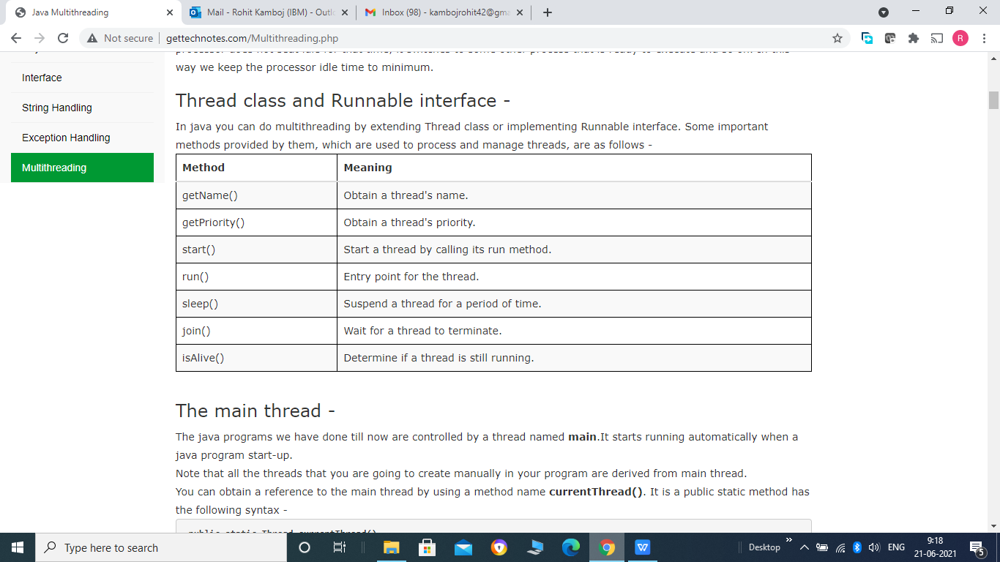 Java Multithreading
Mail - Rohit Kamboj (IBM) - Outl
Inbox (98) - kambojrohit42@gma
Not secure
gettechnotes.com/Multithreading.php
R
way we keep the processor idle time to minimum.
Interface
String Handling
Exception Handling
Multithreading
Thread class and Runnable interface -
In java you can do multithreading by extending Thread class or implementing Runnable interface. Some important
methods provided by them, which are used to process and manage threads, are as follows -
Method Meaning
getName() Obtain a thread's name.
getPriority() Obtain a thread's priority.
start() Start a thread by calling its run method.
run() Entry point for the thread.
sleep() Suspend a thread for a period of time.
join() Wait for a thread to terminate.
isAlive() Determine if a thread is still running.
The main thread -
The java programs we have done till now are controlled by a thread named main.It starts running automatically when a
java program start-up.
Note that all the threads that you are going to create manually in your program are derived from main thread.
You can obtain a reference to the main thread by using a method name currentThread(). It is a public static method has
the following syntax -
public static Thread currentThread()
Type here to search
Desktop
ENG
9:18
21-06-2021
5